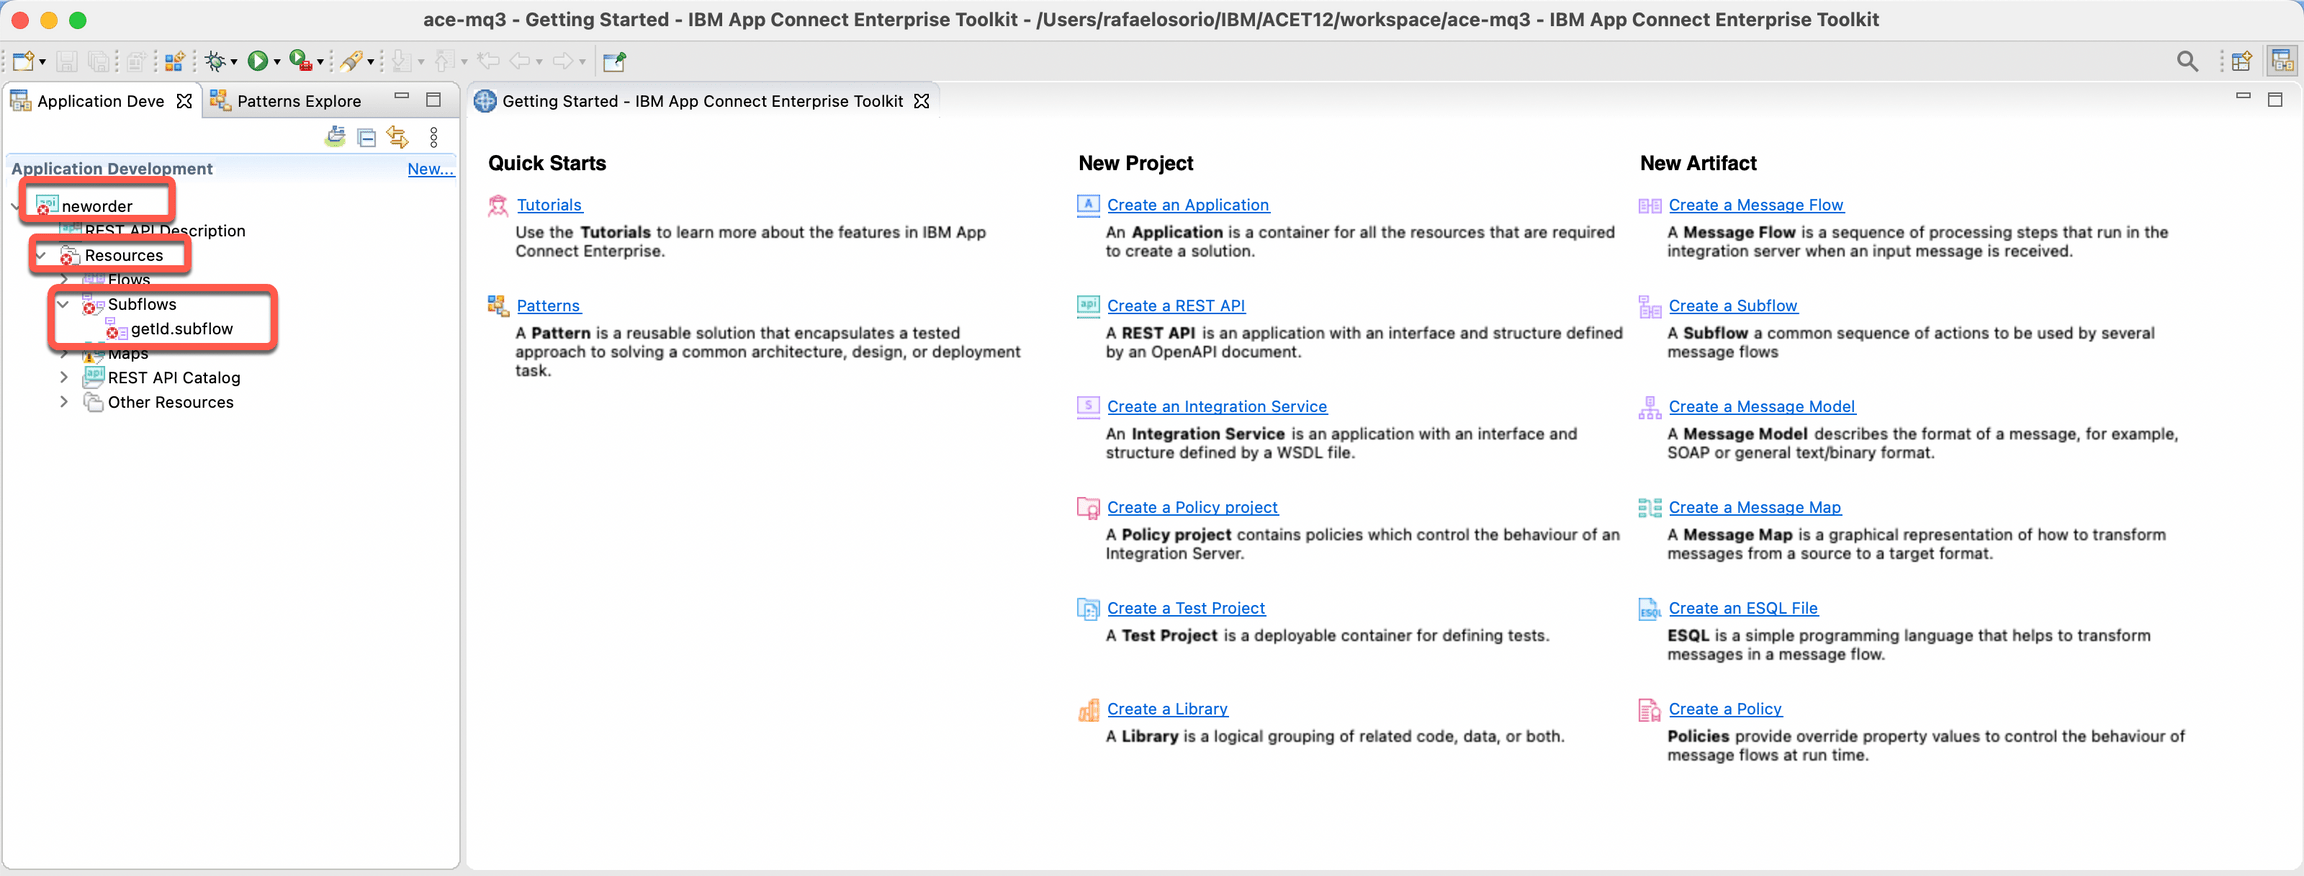 ace-mq3 - Getting Started - IBM App Connect Enterprise Toolkit - /Users/rafaelosorio/IBM/ACET12/workspace/ace-mq3 - IBM App Connect Enterprise Toolkit
Application Deve
Patterns Explore
Getting Started - IBM App Connect Enterprise Toolkit
Application Development
New...
neworder
REST API Description
Resources
Flows
Subflows
getId.subflow
Maps
REST API Catalog
Other Resources
Quick Starts
Tutorials
Use the Tutorials to learn more about the features in IBM App
Connect Enterprise.
Patterns
A Pattern is a reusable solution that encapsulates a tested
approach to solving a common architecture, design, or deployment
task.
New Project
Create an Application
An Application is a container for all the resources that are required
to create a solution.
Create a REST API
A REST API is an application with an interface and structure defined
by an OpenAPI document.
Create an Integration Service
An Integration Service is an application with an interface and
structure defined by a WSDL file.
Create a Policy project
A Policy project contains policies which control the behaviour of an
Integration Server.
Create a Test Project
A Test Project is a deployable container for defining tests.
Create a Library
A Library is a logical grouping of related code, data, or both.
New Artifact
Create a Message Flow
A Message Flow is a sequence of processing steps that run in the
integration server when an input message is received.
Create a Subflow
A Subflow a common sequence of actions to be used by several
message flows
Create a Message Model
A Message Model describes the format of a message, for example,
SOAP or general text/binary format.
Create a Message Map
A Message Map is a graphical representation of how to transform
messages from a source to a target format.
Create an ESQL File
ESQL is a simple programming language that helps to transform
messages in a message flow.
Create a Policy
Policies provide override property values to control the behaviour of
message flows at run time.